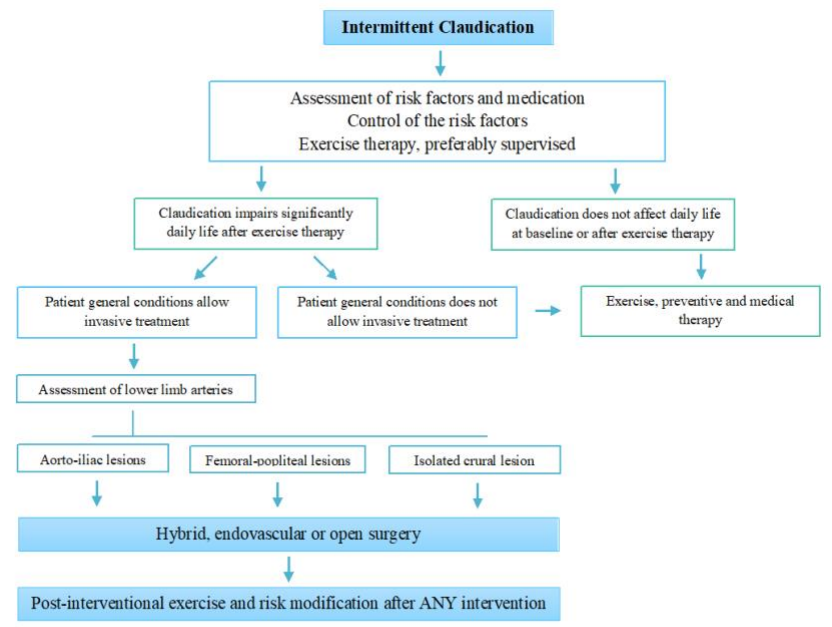 Intermittent Claudication
Assessment of risk factors and medication
Control of the risk factors
Exercise therapy, preferably supervised
Claudication impairs significantly
daily life after exercise therapy
Claudication does not affect daily life
at baseline or after exercise therapy
Patient general conditions allow
invasive treatment
Patient general conditions does not
allow invasive treatment
Exercise, preventive and medical
therapy
Assessment of lower limb arteries
Aorto-iliac lesions
Femoral-popliteal lesions
Isolated crural lesion
Hybrid, endovascular or open surgery
Post-interventional exercise and risk modification after ANY intervention